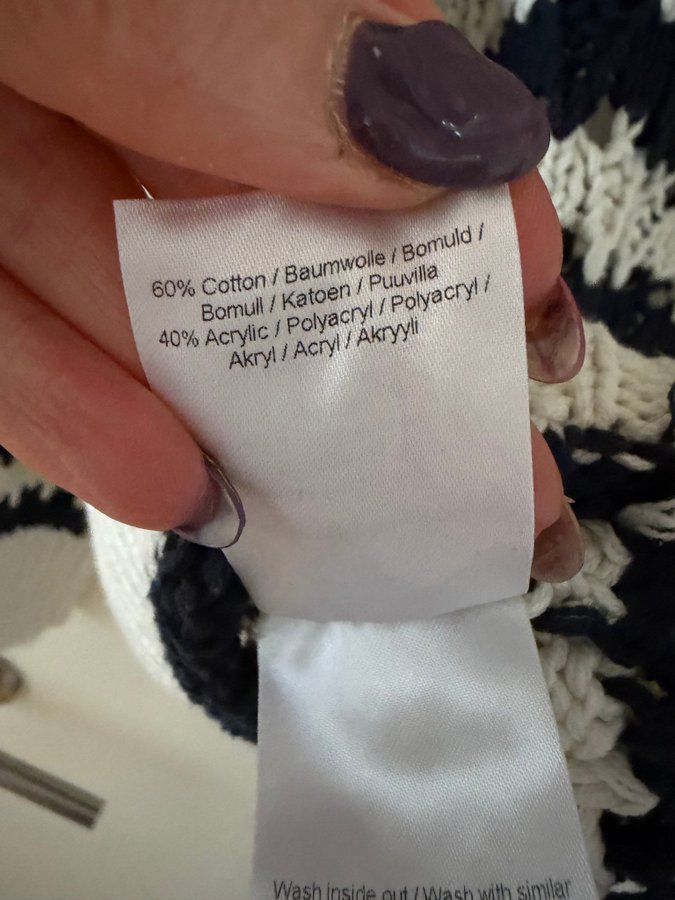 60% Cotton / Baumwolle / Bomuld /
Bomull / Katoen / Puuvilla
40% Acrylic / Polyacryl / Polyacryl /
Akryl / Acryl / Akryyli
Wash inside out / Wash with similar